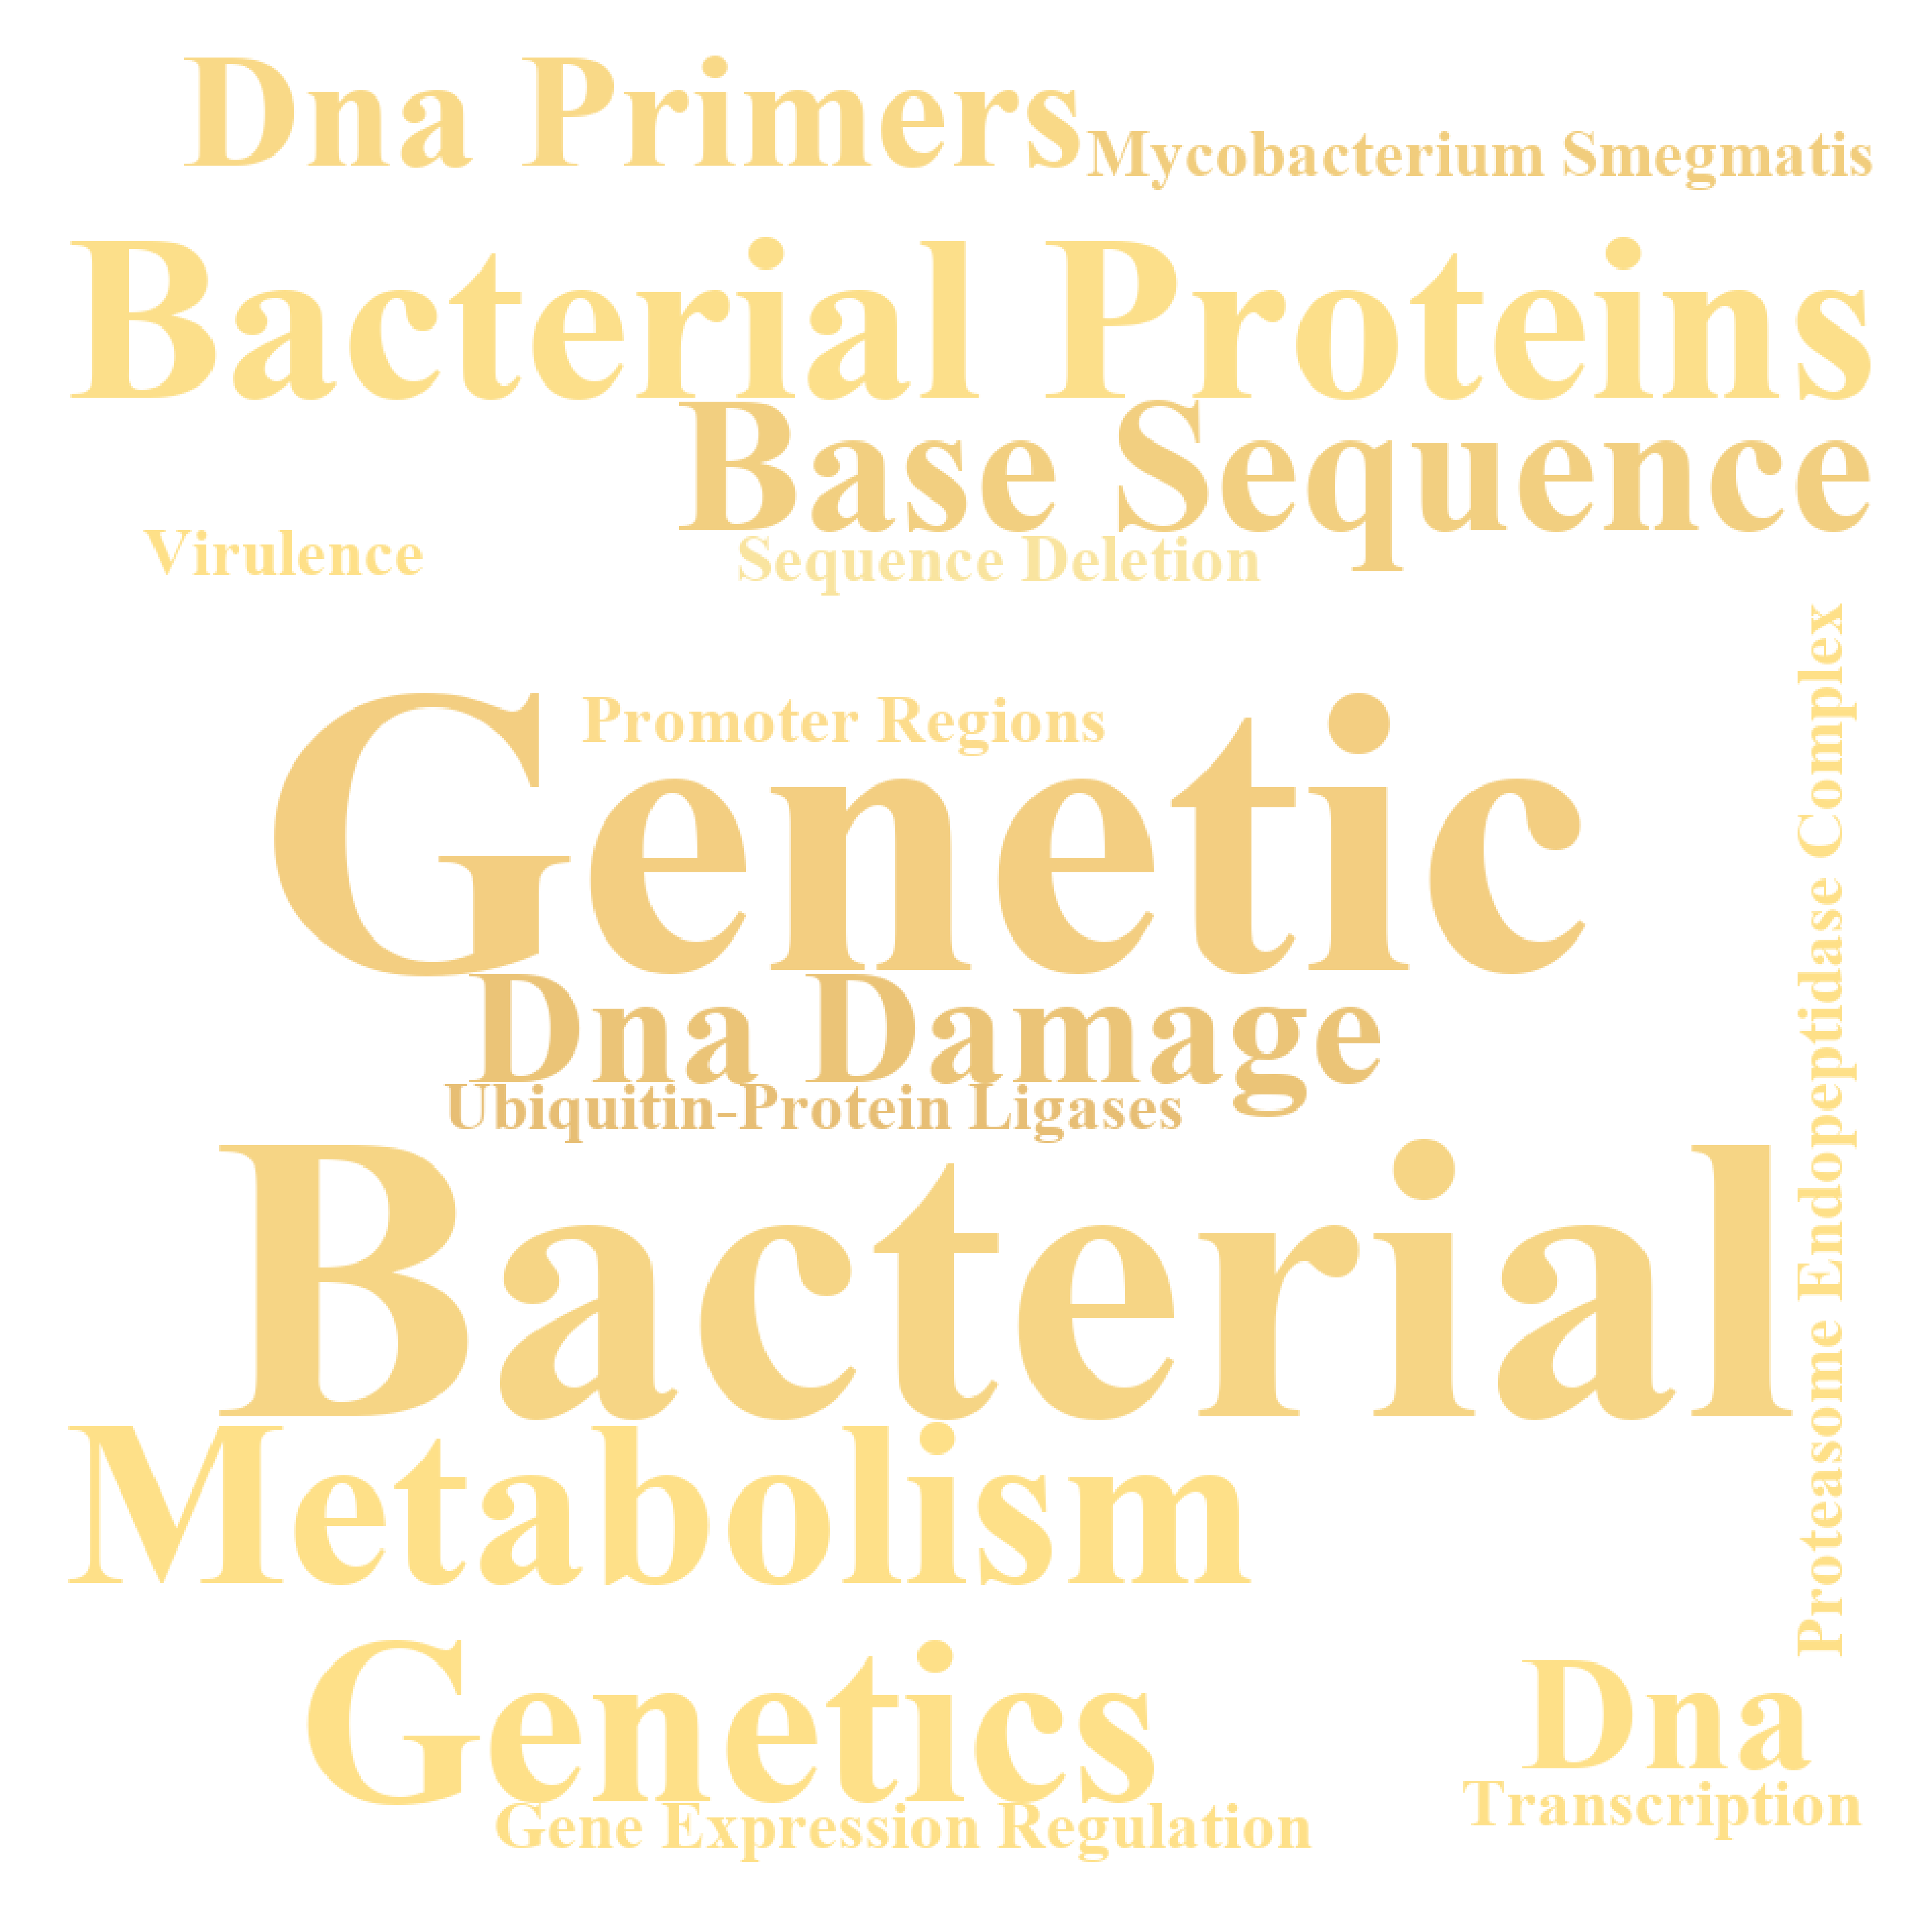 Dna Primers
Mycobacterium Smegmatis
Bacterial Proteins
Base Sequence
Virulence
Sequence Deletion
Promoter Regions
Genetic
Proteasome Endopeptidase Complex
Dna Damage
Ubiquitin-Protein Ligases
Bacterial
Metabolism
Genetics
Dna
Transcription
Gene Expression Regulation